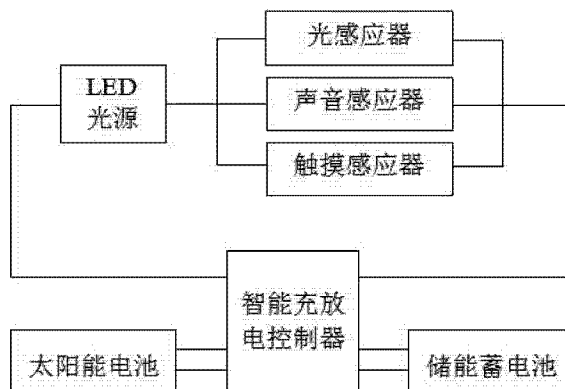 光感应器
LED
光源
声音感应器
触摸感应器
智能充放
电控制器
太阳能电池
储能蓄电池